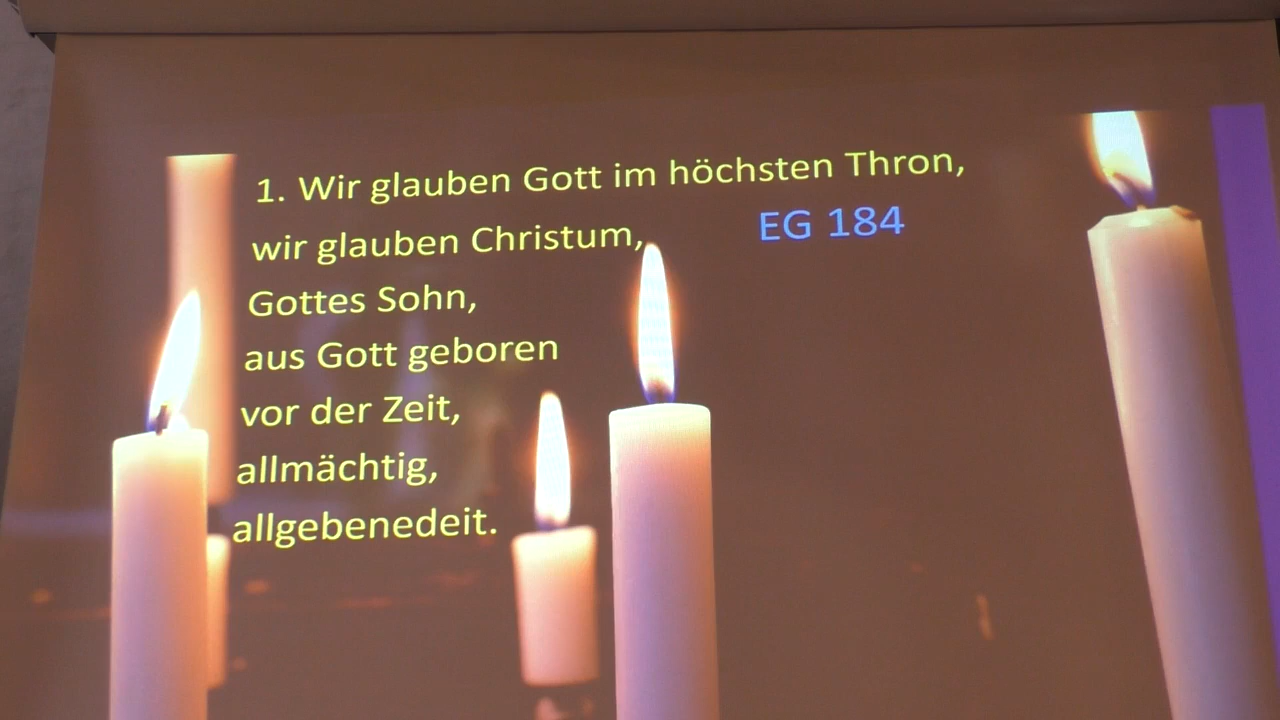 1. Wir glauben Gott im höchsten Thron,
wir glauben Christum,
EG 184
Gottes Sohn,
aus Gott geboren
vor der Zeit,
allmächtig,
allgebenedeit.